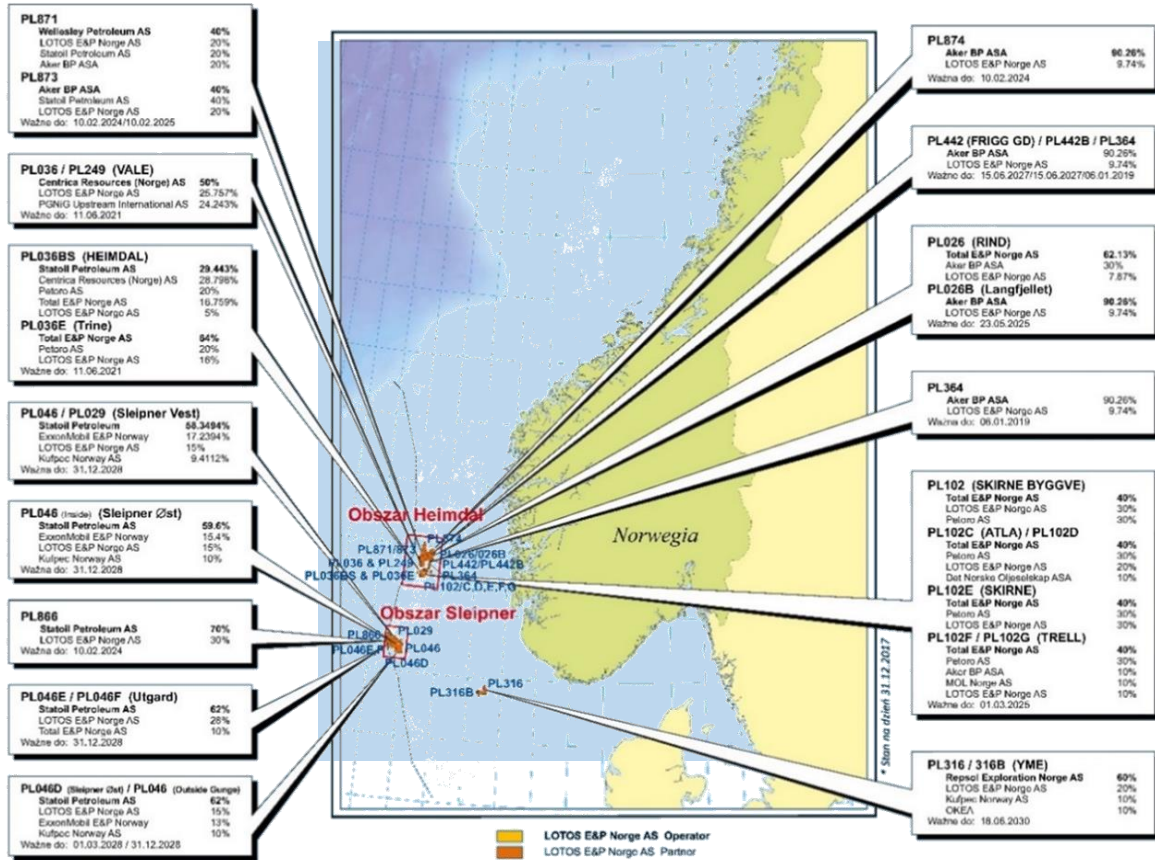 PL871
Wellesley Petroleum AS 40%
LOTOS E&P Norge AS 20%
Statoil Petroleum AS 20%
Aker BP ASA 20%
PL873
Aker BP ASA 40%
Statoil Petroleum AS 40%
LOTOS E&P Norge AS 20%
Ważne do: 10.02.2024/10.02.2025
PL036 / PL249 (VALE)
Centrica Resources (Norge) AS 50%
LOTOS E&P Norge AS 25.757%
PGNiG Upstream International AS 24.243%
Ważne do: 11.06.2021
PL036BS (HEIMDAL)
Statoil Petroleum AS 29.443%
Centrica Resources (Norge) AS 28.798%
Petoro AS 20%
Total E&P Norge AS 16.759%
LOTOS E&P Norge AS 5%
PL036E (Trine)
Total E&P Norge AS 64%
Petoro AS 20%
LOTOS E&P Norge AS 16%
Ważne do: 11.06.2021
PL046 / PL029 (Sleipner Vest)
Statoil Petroleum 58.3494%
ExxonMobil E&P Norway 17.2394%
LOTOS E&P Norge AS 15%
Kufpec Norway AS 9.4112%
Ważna do: 31.12.2028
PL046 (Inside) (Sleipner Øst)
Statoil Petroleum AS 59.6%
ExxonMobil E&P Norway 15.4%
LOTOS E&P Norge AS 15%
Kufpec Norway AS 10%
Ważna do: 31.12.2028
PL866
Statoil Petroleum AS 70%
LOTOS E&P Norge AS 30%
Ważna do: 10.02.2024
PL046E / PL046F (Utgard)
Statoil Petroleum AS 62%
LOTOS E&P Norge AS 28%
Total E&P Norge AS 10%
Ważne do: 31.12.2028
PL046D (Sleipner Øst) / PL046 (Outside Gungne)
Statoil Petroleum AS 62%
LOTOS E&P Norge AS 15%
ExxonMobil E&P Norway 13%
Kufpec Norway AS 10%
Ważne do: 01.03.2028 / 31.12.2028
Obszar Heimdal
PL874
PL871/873
PL026/026B
PL036 & PL249
PL442/PL442B
PL036BS & PL036E
PL364
PL102/C,D,E,F,G
Obszar Sleipner
PL029
PL866
PL046E,F
PL046
PL046D
PL316
PL316B
Norwegia
* Stan na dzień 31.12.2017
LOTOS E&P Norge AS Operator
LOTOS E&P Norge AS Partner
PL874
Aker BP ASA 90.26%
LOTOS E&P Norge AS 9.74%
Ważna do: 10.02.2024
PL442 (FRIGG GD) / PL442B / PL364
Aker BP ASA 90.26%
LOTOS E&P Norge AS 9.74%
Ważne do: 15.06.2027/15.06.2027/06.01.2019
PL026 (RIND)
Total E&P Norge AS 62.13%
Aker BP ASA 30%
LOTOS E&P Norge AS 7.87%
PL026B (Langfjellet)
Aker BP ASA 90.26%
LOTOS E&P Norge AS 9.74%
Ważne do: 23.05.2025
PL364
Aker BP ASA 90.26%
LOTOS E&P Norge AS 9.74%
Ważna do: 06.01.2019
PL102 (SKIRNE BYGGVE)
Total E&P Norge AS 40%
LOTOS E&P Norge AS 30%
Petoro AS 30%
PL102C (ATLA) / PL102D
Total E&P Norge AS 40%
Petoro AS 30%
LOTOS E&P Norge AS 20%
Det Norske Oljeselskap ASA 10%
PL102E (SKIRNE)
Total E&P Norge AS 40%
Petoro AS 30%
LOTOS E&P Norge AS 30%
PL102F / PL102G (TRELL)
Total E&P Norge AS 40%
Petoro AS 30%
Aker BP ASA 10%
MOL Norge AS 10%
LOTOS E&P Norge AS 10%
Ważne do: 01.03.2025
PL316 / 316B (YME)
Repsol Exploration Norge AS 60%
LOTOS E&P Norge AS 20%
Kufpec Norway AS 10%
OKEA 10%
Ważne do: 18.06.2030